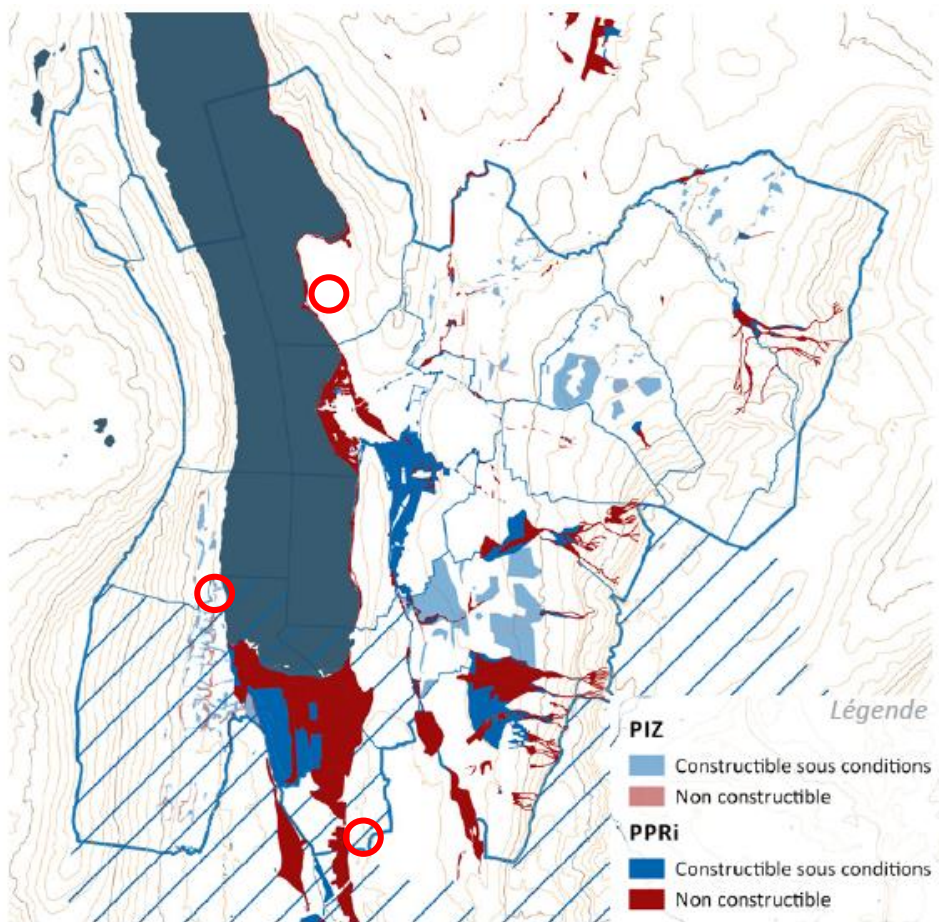 Légende
PIZ
Constructible sous conditions
Non constructible
PPRi
Constructible sous conditions
Non constructible